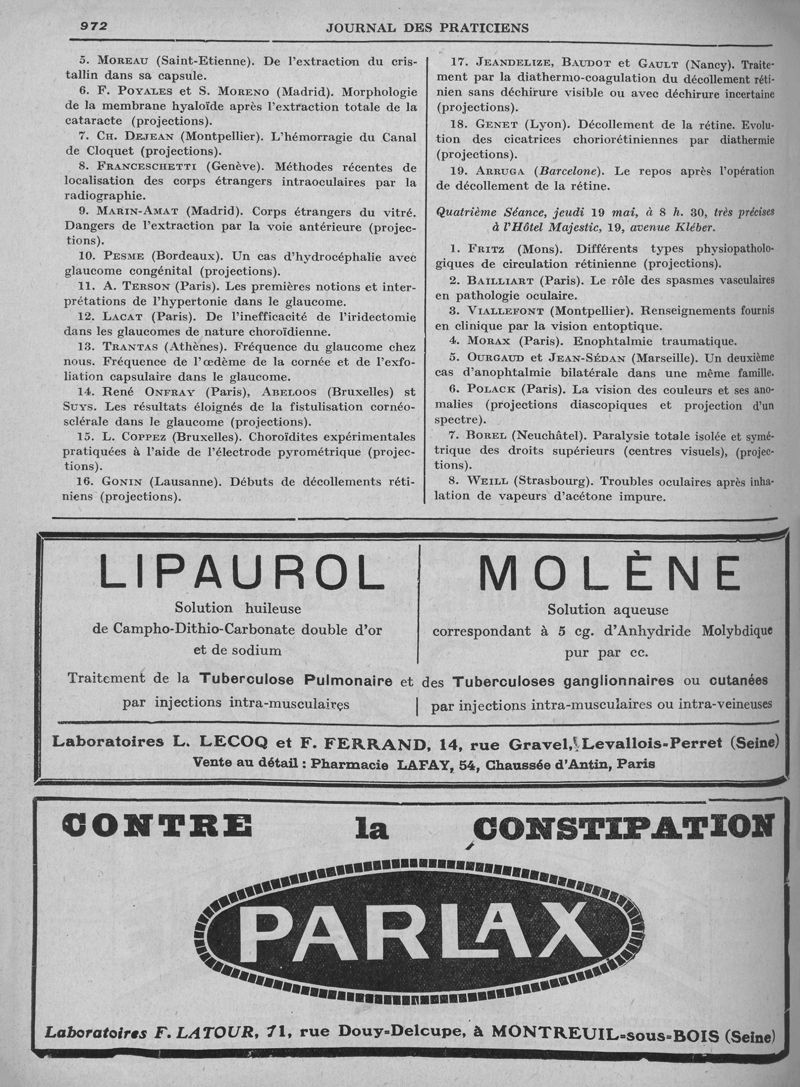 972
JOURNAL DES PRATICIENS
5. Moreau (Saint-Etienne). De l'extraction du cris-
tallin dans sa capsule.
6. F. Poyales et S. Moreno (Madrid). Morphologie
de la membrane hyaloïde après l'extraction totale de la
cataracte (projections).
7. Ch. Dejean (Montpellier). L'hémorragie du Canal
de Cloquet (projections).
8. Franceschetti (Genève). Méthodes récentes de
localisation des corps étrangers intraoculaires par la
radiographie.
9. Marin-Amat (Madrid). Corps étrangers du vitré.
Dangers de l'extraction par la voie antérieure (projec-
tions).
10. Pesme (Bordeaux). Un cas d'hydrocéphalie avec
glaucome congénital (projections).
11. A. Terson (Paris). Les premières notions et inter-
prétations de l'hypertonie dans le glaucome.
12. Lacat (Paris). De l'inefficacité de l'iridectomie
dans les glaucomes de nature choroïdienne.
13. Trantas (Athènes). Fréquence du glaucome chez
nous. Fréquence de l'œdème de la cornée et de l'exfo-
liation capsulaire dans le glaucome.
14. René Onfray (Paris), Abeloos (Bruxelles) st
Suys. Les résultats éloignés de la fistulisation cornéo-
sclérale dans le glaucome (projections).
15. L. Coppez (Bruxelles). Choroïdites expérimentales
pratiquées à l'aide de l'électrode pyrométrique (projec-
tions).
16. Gonin (Lausanne). Débuts de décollements réti-
niens (projections).
17. Jeandelize, Baudot et Gault (Nancy). Traite-
ment par la diathermo-coagulation du décollement réti-
nien sans déchirure visible ou avec déchirure incertaine
(projections).
18. Genet (Lyon). Décollement de la rétine. Evolu-
tion des cicatrices choriorétiniennes par diathermie
(projections).
19. Arruga (Barcelone). Le repos après l'opération
de décollement de la rétine.
Quatrième Séance, jeudi 19 mai, à 8 h. 30, très précises
à l'Hôtel Majestic, 19, avenue Kléber.
1. Fritz (Mons). Différents types physiopatholo-
giques de circulation rétinienne (projections).
2. Bailliart (Paris). Le rôle des spasmes vasculaires
en pathologie oculaire.
3. Viallefont (Montpellier). Renseignements fournis
en clinique par la vision entoptique.
4. Morax (Paris). Enophtalmie traumatique.
5. Ourgaud et Jean-Sédan (Marseille). Un deuxième
cas d'anophtalmie bilatérale dans une même famille.
6. Polack (Paris). La vision des couleurs et ses ano-
malies (projections diascopiques et projection d'un
spectre).
7. Borel (Neuchâtel). Paralysie totale isolée et symé-
trique des droits supérieurs (centres visuels), (projec-
tions).
8. Weill (Strasbourg). Troubles oculaires après inha-
lation de vapeurs d'acétone impure.
LIPAUROL
Solution huileuse
de Campho-Dithio-Carbonate double d'or
et de sodium
MOLÈNE
Solution aqueuse
correspondant à 5 cg. d'Anhydride Molybdique
pur par cc.
Traitement de la Tuberculose Pulmonaire et des Tuberculoses ganglionnaires ou cutanées
par injections intra-musculaires
par injections intra-musculaires ou intra-veineuses
Laboratoires L. LECOQ et F. FERRAND, 14, rue Gravel, Levallois-Perret (Seine)
Vente au détail : Pharmacie LAFAY, 54, Chaussée d'Antin, Paris
CONTRE la CONSTIPATION
PARLAX
Laboratoires F. LATOUR, 71, rue Douy-Delcupe, à MONTREUIL-sous-BOIS (Seine)